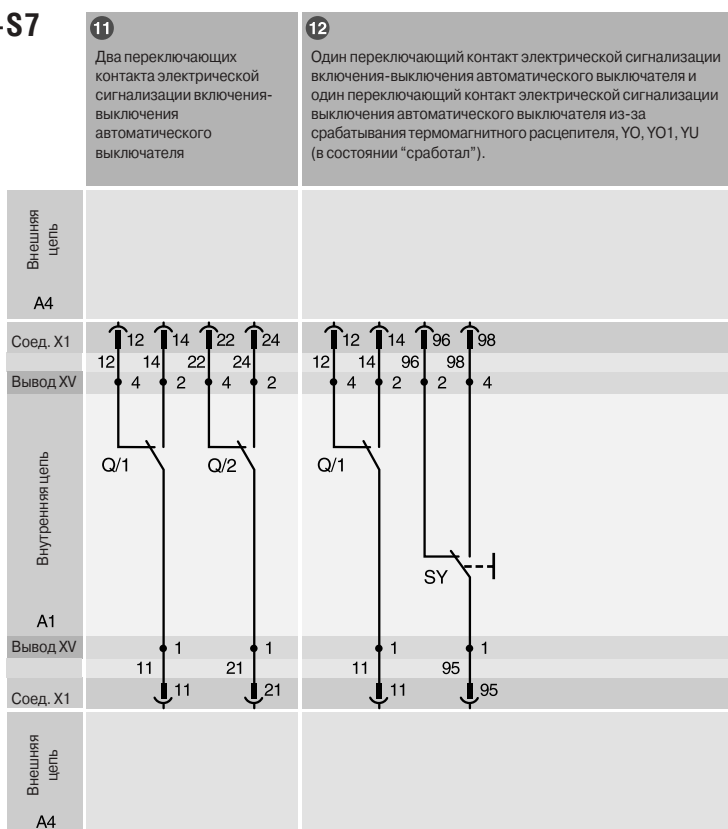 -S7
11
Два переключающих
контакта электрической
сигнализации включения-
выключения
автоматического
выключателя
12
Один переключающий контакт электрической сигнализации
включения-выключения автоматического выключателя и
один переключающий контакт электрической сигнализации
выключения автоматического выключателя из-за
срабатывания термомагнитного расцепителя, YO, YO1, YU
(в состоянии “сработал”).
Внешняя
цепь
A4
Соед. X1
12 14 22 24 12 14 96 98
12 14 22 24 12 14 96 98
Вывод XV
4 2 4 2 4 2 2 4
Q/1 Q/2 Q/1
Внутренняя цепь
SY
A1
Вывод XV
1 1 1 1
11 21 11 95
Соед. X1
11 21 11 95
Внешняя
цепь
A4